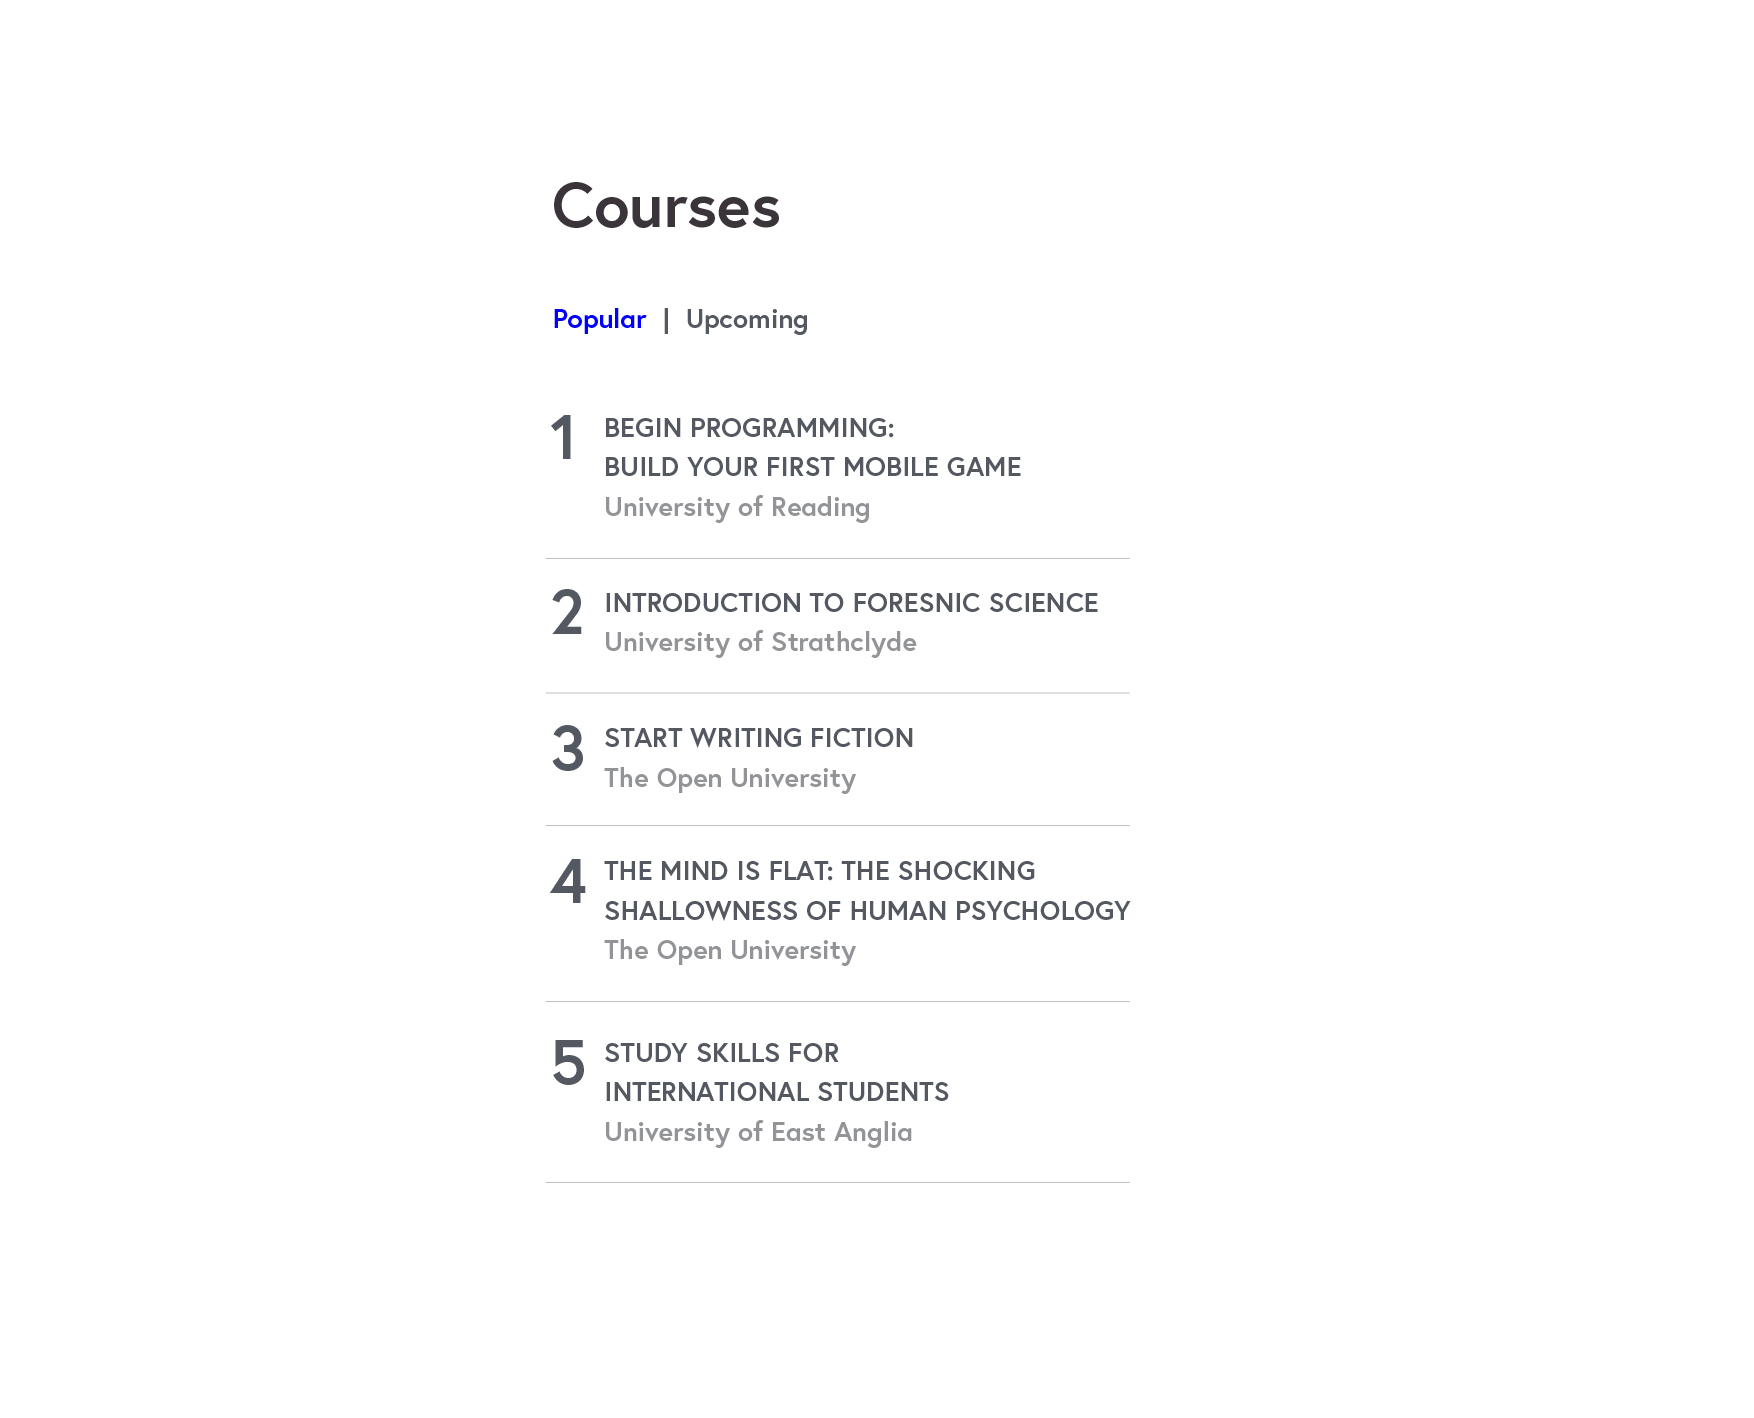 Courses
Popular | Upcoming
1 BEGIN PROGRAMMING:
BUILD YOUR FIRST MOBILE GAME
University of Reading
2 INTRODUCTION TO FORESNIC SCIENCE
University of Strathclyde
3 START WRITING FICTION
The Open University
4 THE MIND IS FLAT: THE SHOCKING
SHALLOWNESS OF HUMAN PSYCHOLOGY
The Open University
5 STUDY SKILLS FOR
INTERNATIONAL STUDENTS
University of East Anglia